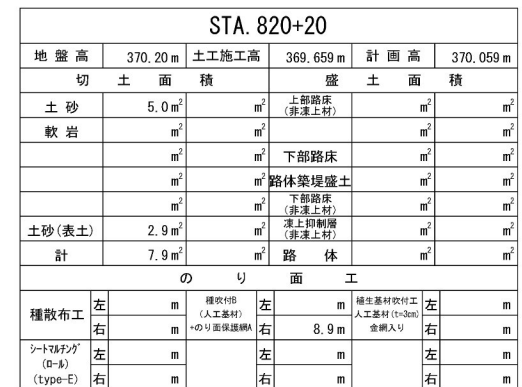 STA. 820+20
地盤高 370.20 m 土工施工高 369.659 m 計画高 370.059 m
切土面積 盛土面積
土砂 5.0 m² m² 上部路床(非凍上材) m² m²
軟岩 m² m² m² m²
m² m² 下部路床 m² m²
m² m² 路体築堤盛土 m² m²
m² m² 下部路床(非凍上材) m² m²
土砂(表土) 2.9 m² m² 凍上抑制層(非凍上材) m² m²
計 7.9 m² m² 路体 m² m²
のり面工
種散布工 左 m 種吹付B(人工基材)+のり面保護網A 左 m 植生基材吹付工 人工基材(t=3cm) 金網入り 左 m
右 m 右 8.9 m 右 m
シートマルチング(ロール)(type-E) 左 m 左 m 左 m
右 m 右 m 右 m